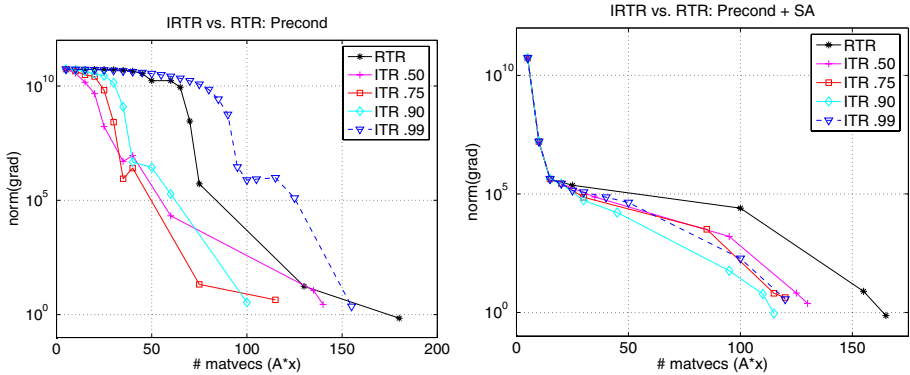 IRTR vs. RTR: Precond
norm(grad)
10^10
10^5
10^0
0 50 100 150 200
# matvecs (A*x)
RTR
ITR .50
ITR .75
ITR .90
ITR .99
IRTR vs. RTR: Precond + SA
norm(grad)
10^10
10^5
10^0
0 50 100 150
# matvecs (A*x)
RTR
ITR .50
ITR .75
ITR .90
ITR .99